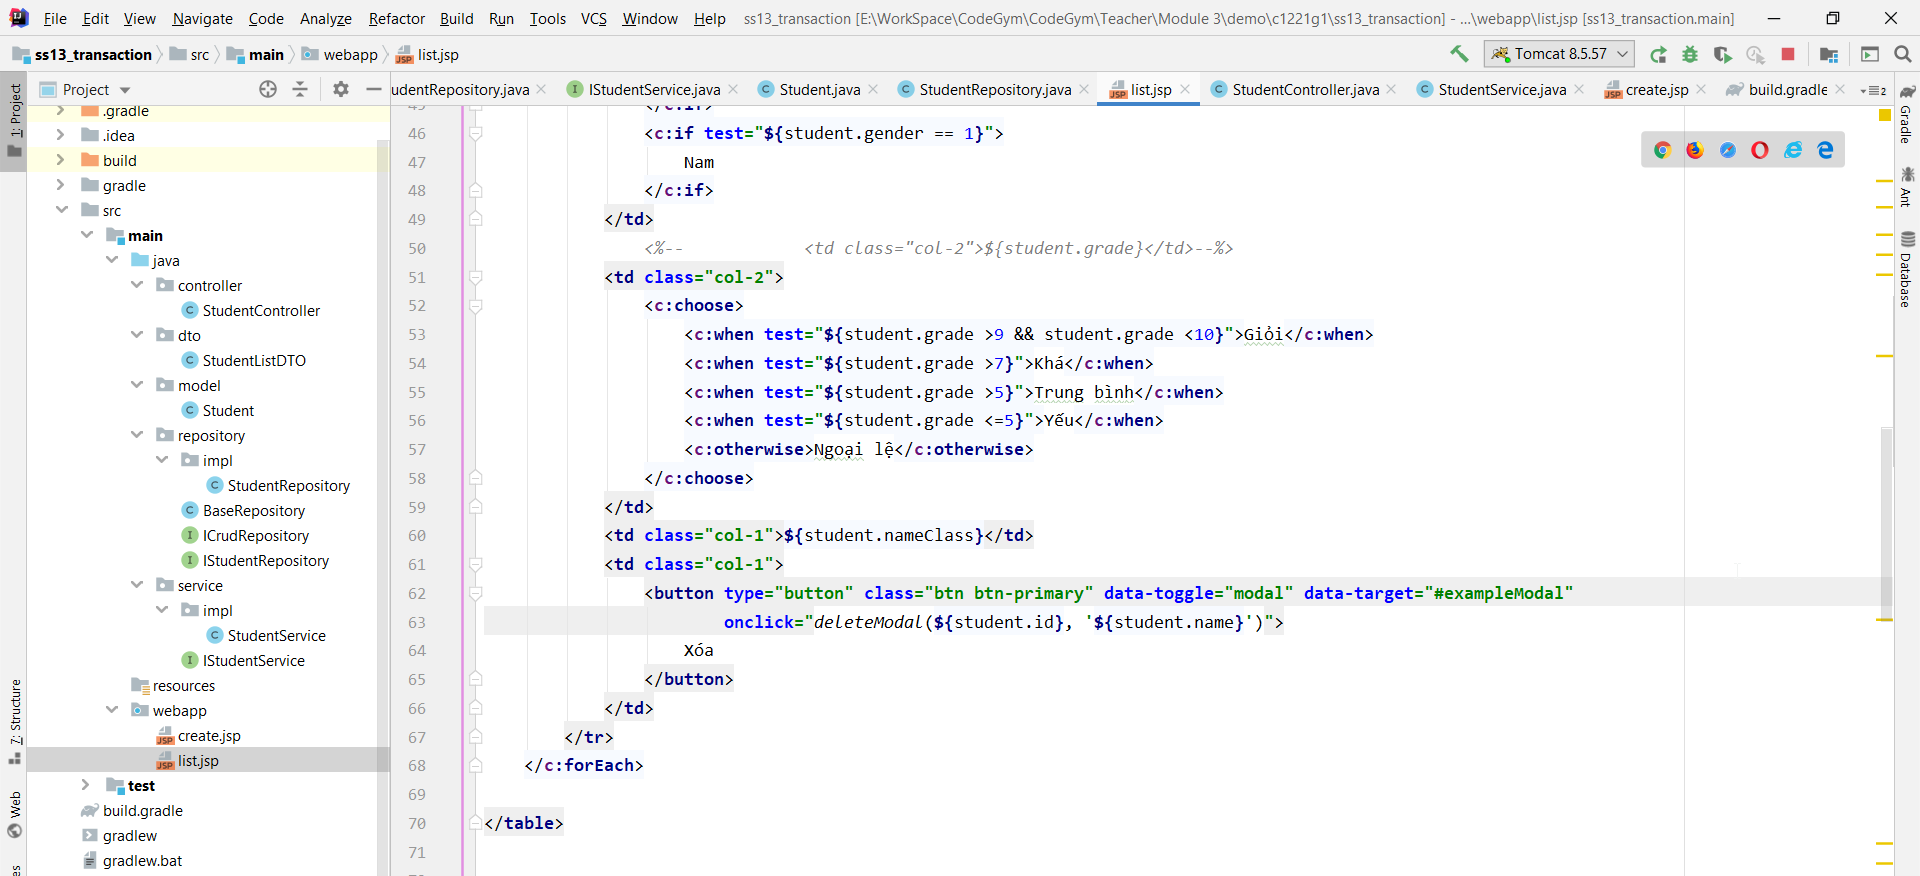 File Edit View Navigate Code Analyze Refactor Build Run Tools VCS Window Help ss13_transaction [E:\WorkSpace\CodeGym\CodeGym\Teacher\Module 3\demo\c1221g1\ss13_transaction] - ...\webapp\list.jsp [ss13_transaction.main]
ss13_transaction src main webapp list.jsp Tomcat 8.5.57
Project
udentRepository.java IStudentService.java Student.java StudentRepository.java list.jsp StudentController.java StudentService.java create.jsp build.gradle 2
1: Project
7: Structure
Web
Gradle
Ant
Database
.gradle
.idea
build
gradle
src
main
java
controller
StudentController
dto
StudentListDTO
model
Student
repository
impl
StudentRepository
BaseRepository
ICrudRepository
IStudentRepository
service
impl
StudentService
IStudentService
resources
webapp
create.jsp
list.jsp
test
build.gradle
gradlew
gradlew.bat
45 </c:if>
46 <c:if test="${student.gender == 1}">
47 Nam
48 </c:if>
49 </td>
50 <%-- <td class="col-2">${student.grade}</td>--%>
51 <td class="col-2">
52 <c:choose>
53 <c:when test="${student.grade >9 && student.grade <10}">Giỏi</c:when>
54 <c:when test="${student.grade >7}">Khá</c:when>
55 <c:when test="${student.grade >5}">Trung bình</c:when>
56 <c:when test="${student.grade <=5}">Yếu</c:when>
57 <c:otherwise>Ngoại lệ</c:otherwise>
58 </c:choose>
59 </td>
60 <td class="col-1">${student.nameClass}</td>
61 <td class="col-1">
62 <button type="button" class="btn btn-primary" data-toggle="modal" data-target="#exampleModal"
63 onclick="deleteModal(${student.id}, '${student.name}')">
64 Xóa
65 </button>
66 </td>
67 </tr>
68 </c:forEach>
69
70 </table>
71